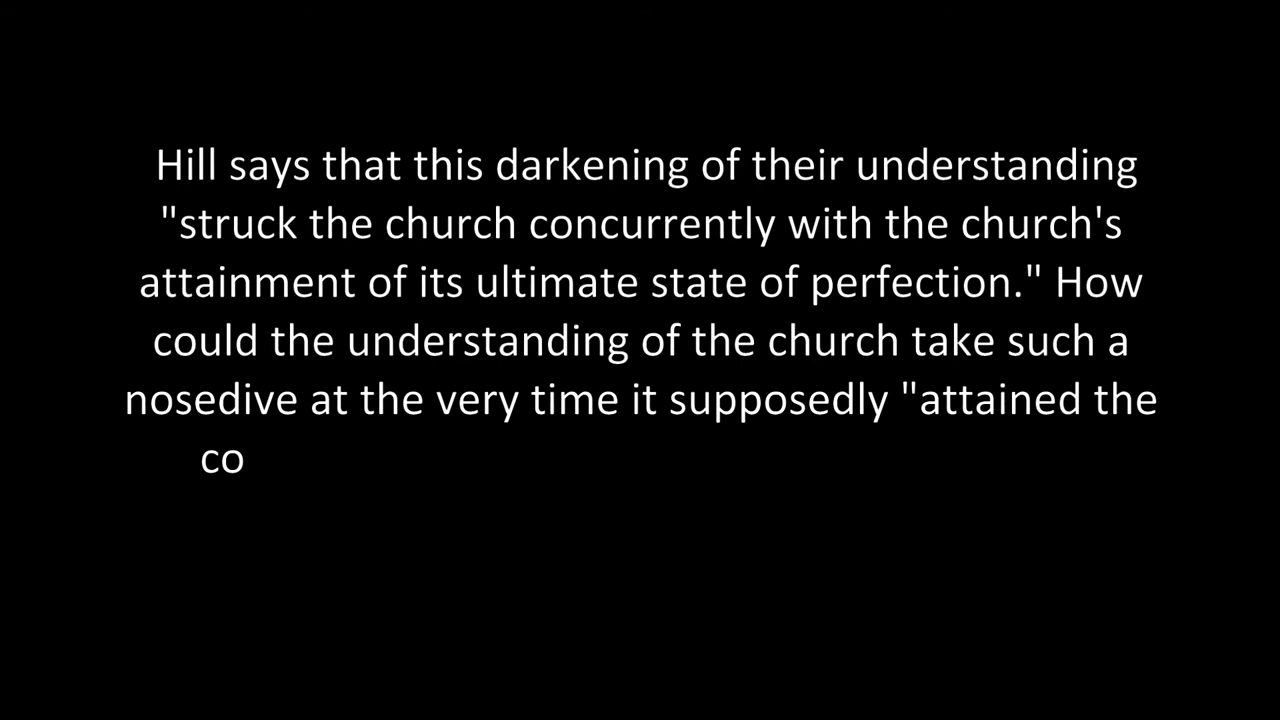 Hill says that this darkening of their understanding
"struck the church concurrently with the church's
attainment of its ultimate state of perfection." How
could the understanding of the church take such a
nosedive at the very time it supposedly "attained the
co